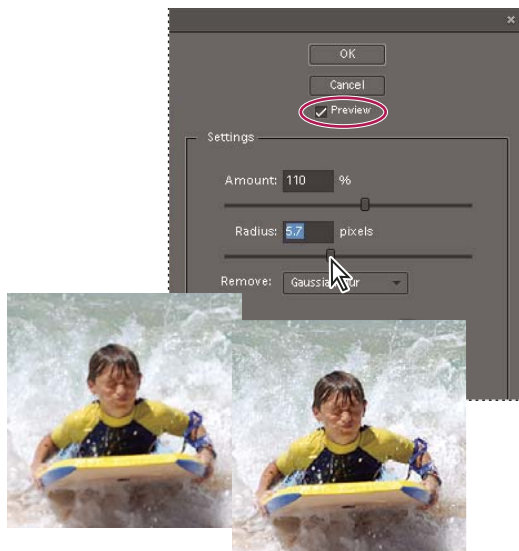 OK
Cancel
Preview
Settings
Amount: 110 %
Radius: 5.7 pixels
Remove: